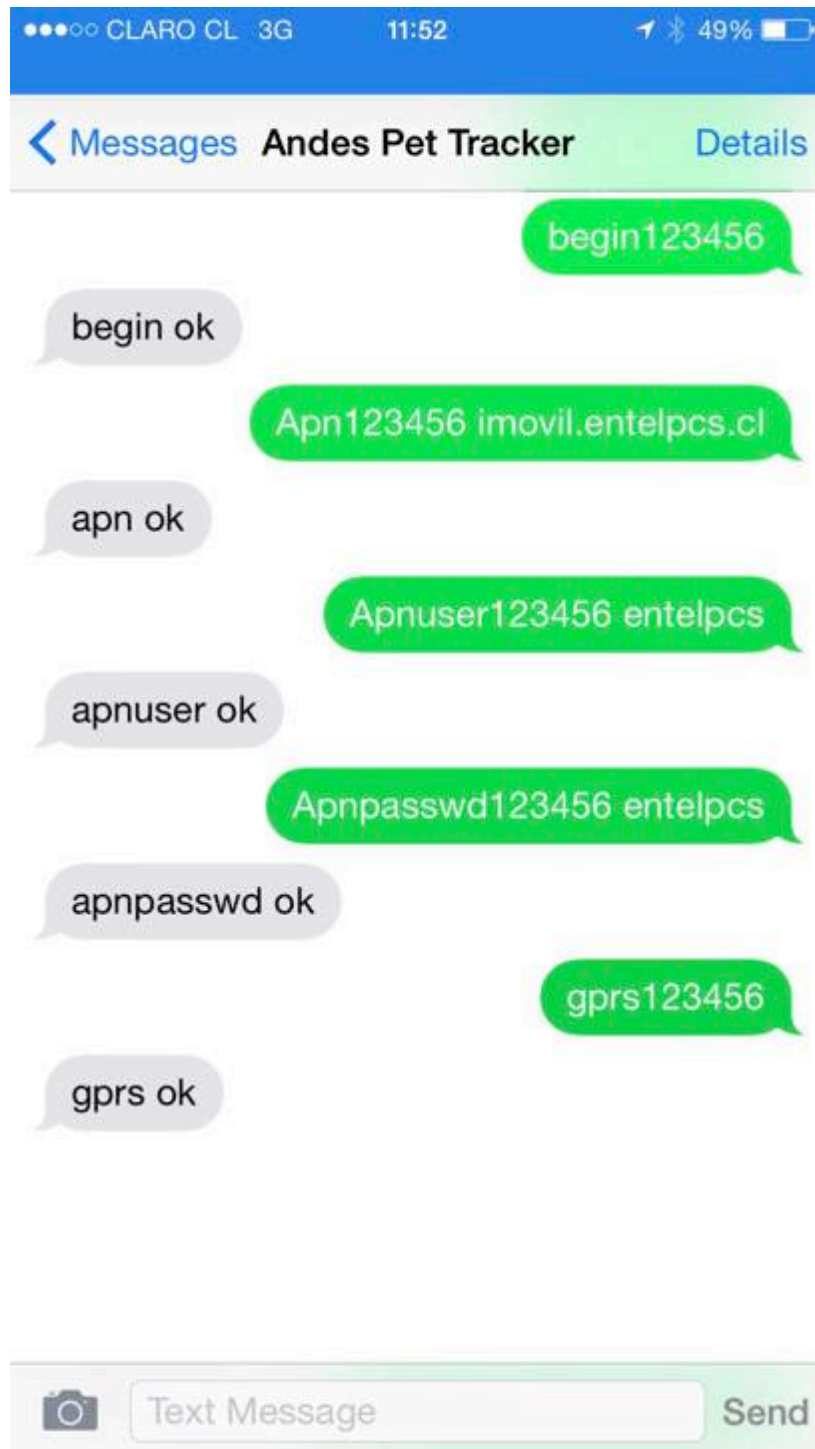 CLARO CL 3G 11:52 49%
Messages Andes Pet Tracker Details
begin123456
begin ok
Apn123456 imovil.entelpcs.cl
apn ok
Apnuser123456 entelpcs
apnuser ok
Apnpasswd123456 entelpcs
apnpasswd ok
gprs123456
gprs ok
Text Message Send